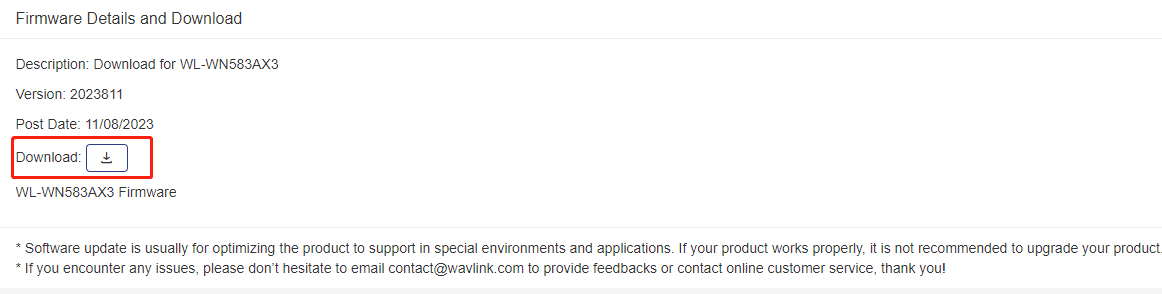 Firmware Details and Download
Description: Download for WL-WN583AX3
Version: 2023811
Post Date: 11/08/2023
Download:
WL-WN583AX3 Firmware
* Software update is usually for optimizing the product to support in special environments and applications. If your product works properly, it is not recommended to upgrade your product.
* If you encounter any issues, please don’t hesitate to email contact@wavlink.com to provide feedbacks or contact online customer service, thank you!